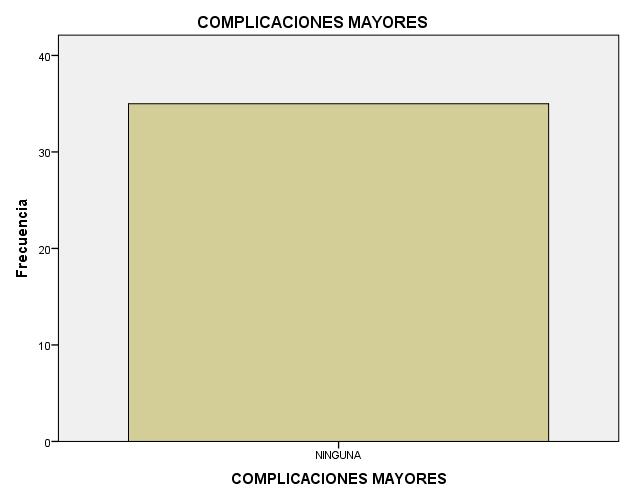 COMPLICACIONES MAYORES
Frecuencia
40
30
20
10
0
NINGUNA
COMPLICACIONES MAYORES